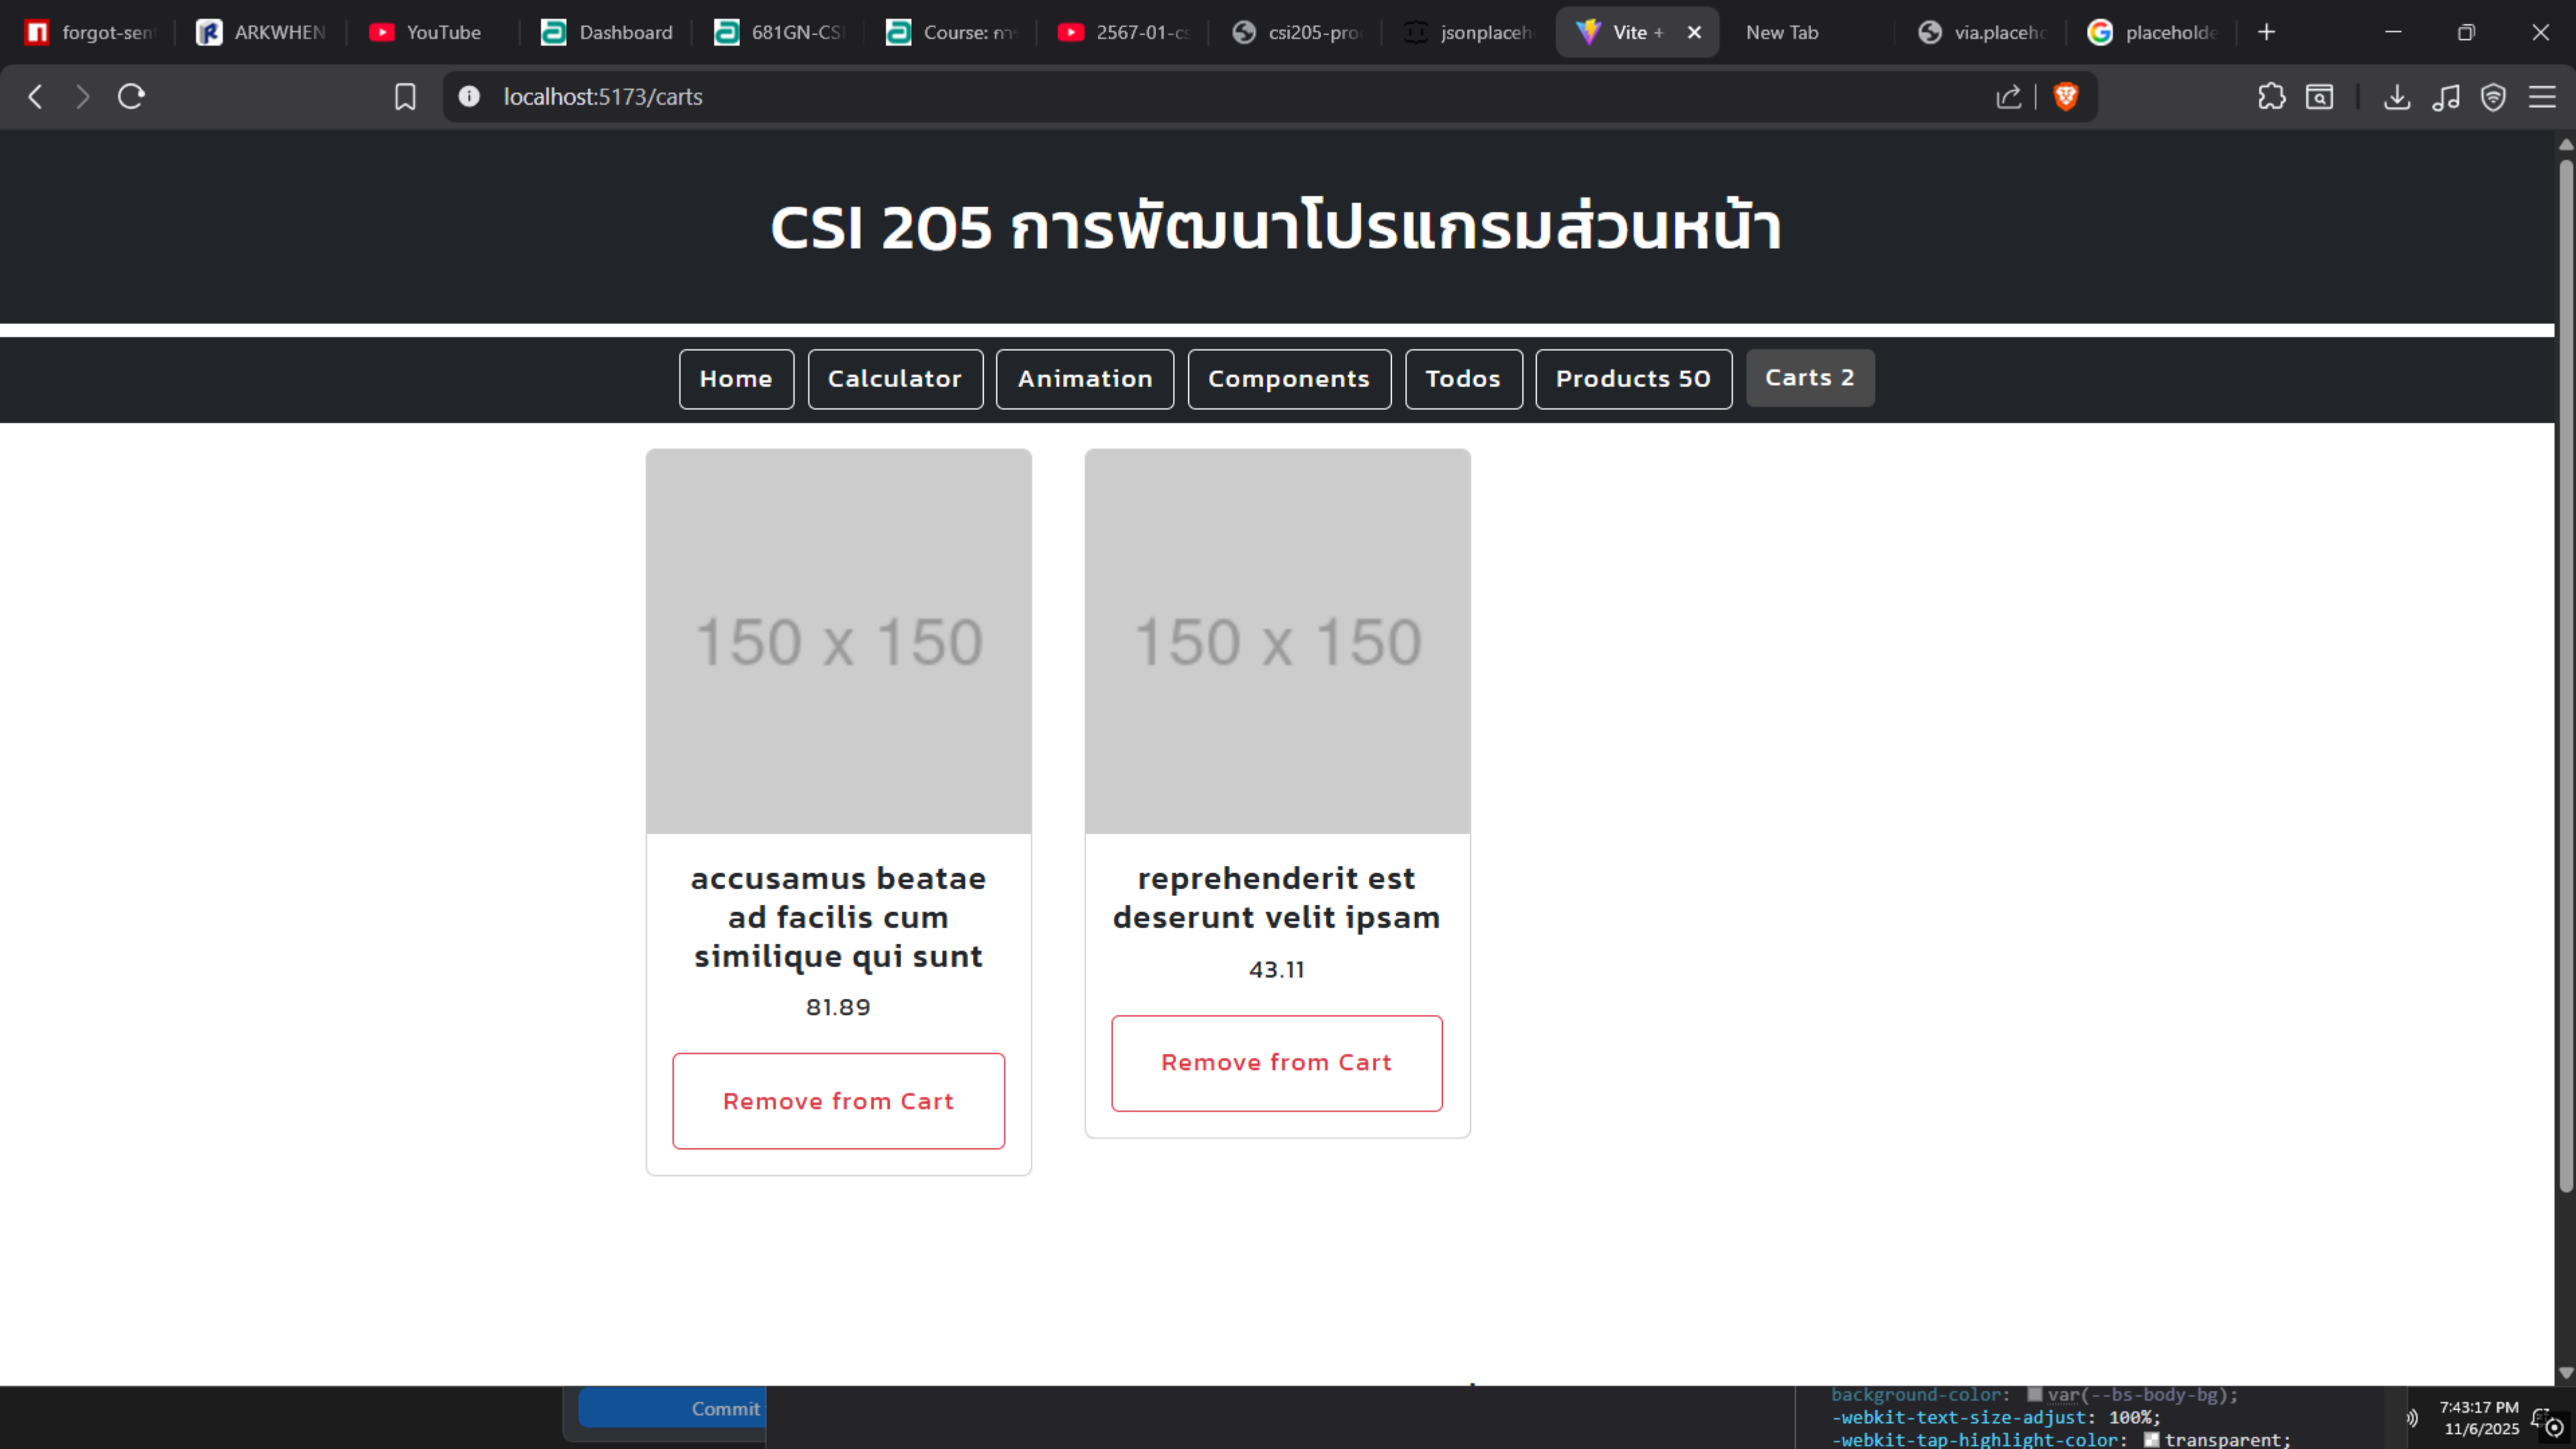 forgot-sen
ARKWHEN
YouTube
Dashboard
681GN-CSI
Course: กา
2567-01-cs
csi205-pro
jsonplaceh
Vite +
New Tab
via.placeho
placeholde
localhost:5173/carts
CSI 205 การพัฒนาโปรแกรมส่วนหน้า
Home
Calculator
Animation
Components
Todos
Products 50
Carts 2
150 x 150
150 x 150
accusamus beatae
ad facilis cum
similique qui sunt
81.89
Remove from Cart
reprehenderit est
deserunt velit ipsam
43.11
Remove from Cart
Commit
background-color: var(--bs-body-bg);
-webkit-text-size-adjust: 100%;
-webkit-tap-highlight-color: transparent;
7:43:17 PM
11/6/2025